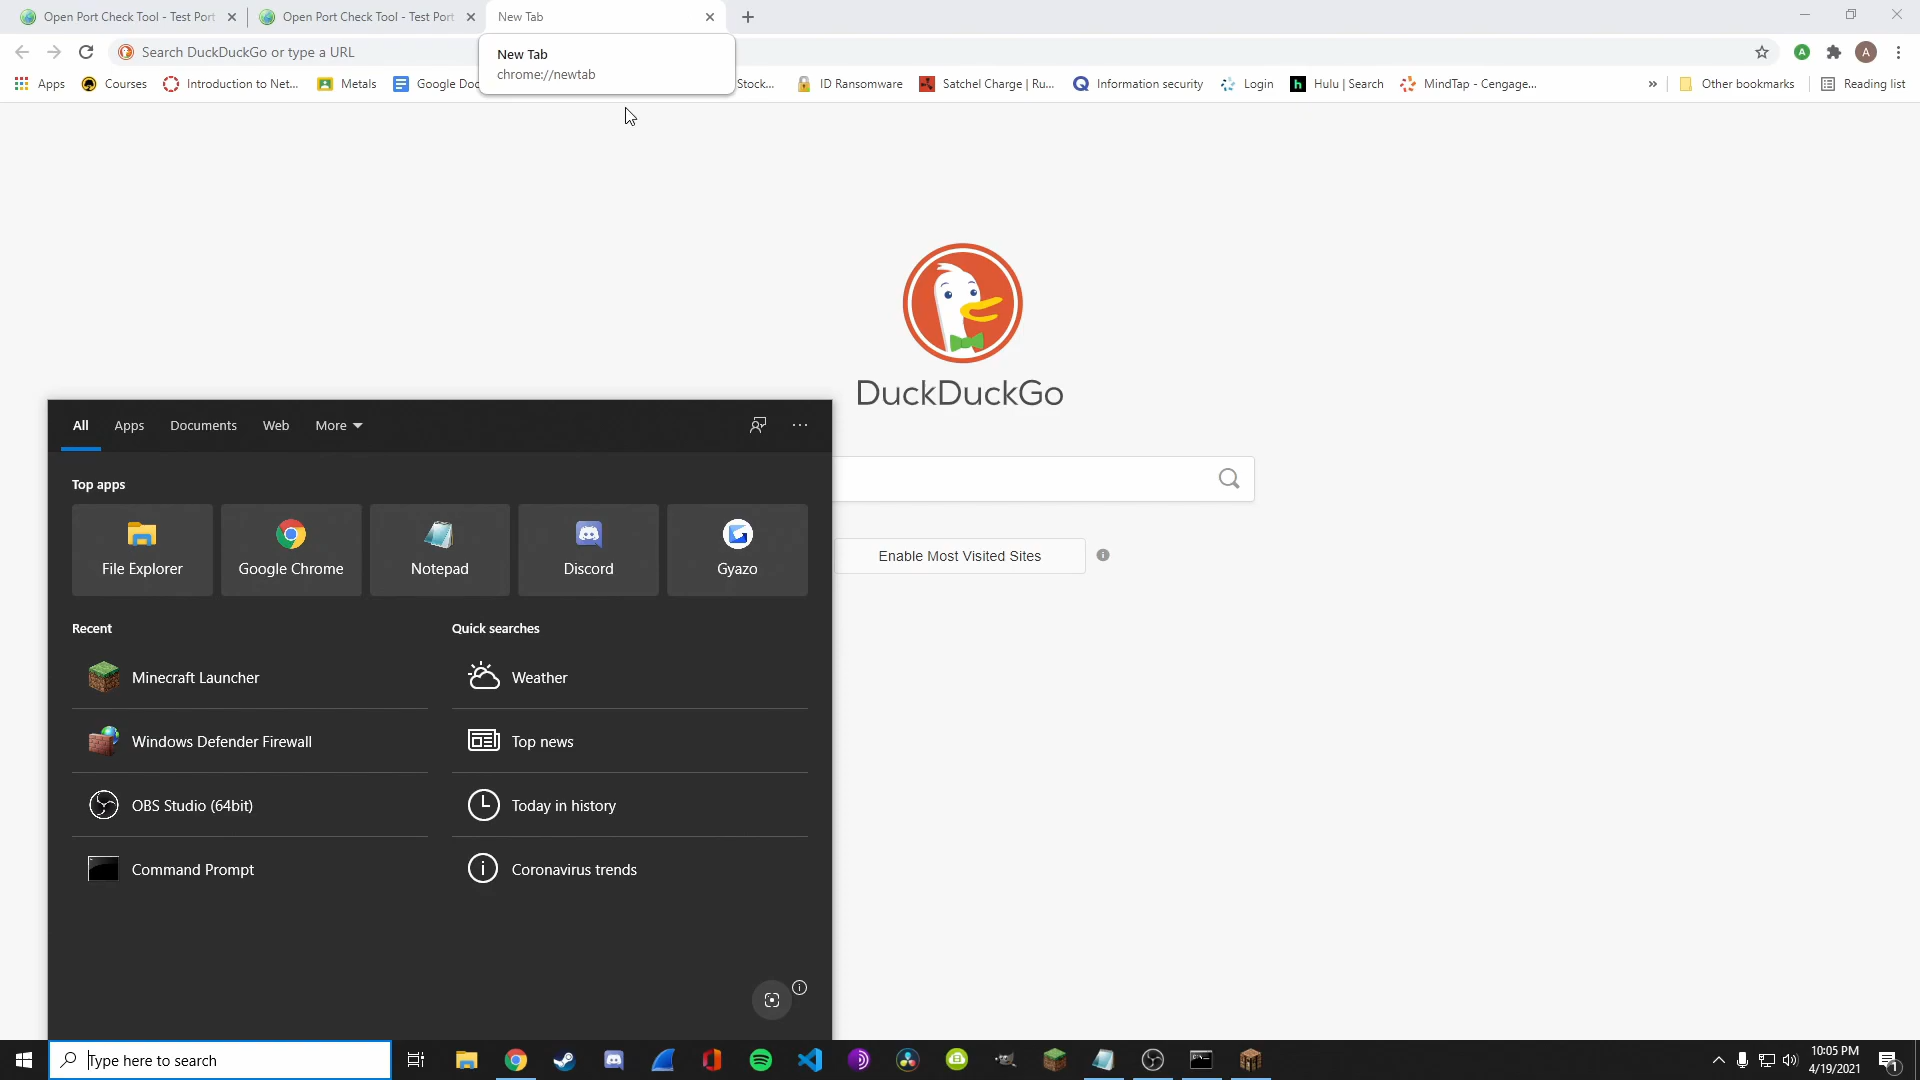 Open Port Check Tool - Test Port
Open Port Check Tool - Test Port
New Tab
Search DuckDuckGo or type a URL
New Tab
chrome://newtab
A
A
Apps
Courses
Introduction to Net...
Metals
Google Doc
Stock...
ID Ransomware
Satchel Charge | Ru...
Information security
Login
h
Hulu | Search
MindTap - Cengage...
»
Other bookmarks
Reading list
DuckDuckGo
Enable Most Visited Sites
All
Apps
Documents
Web
More
Top apps
File Explorer
Google Chrome
Notepad
Discord
Gyazo
Recent
Quick searches
Minecraft Launcher
Weather
Windows Defender Firewall
Top news
OBS Studio (64bit)
Today in history
Command Prompt
Coronavirus trends
Type here to search
10:05 PM
4/19/2021
1